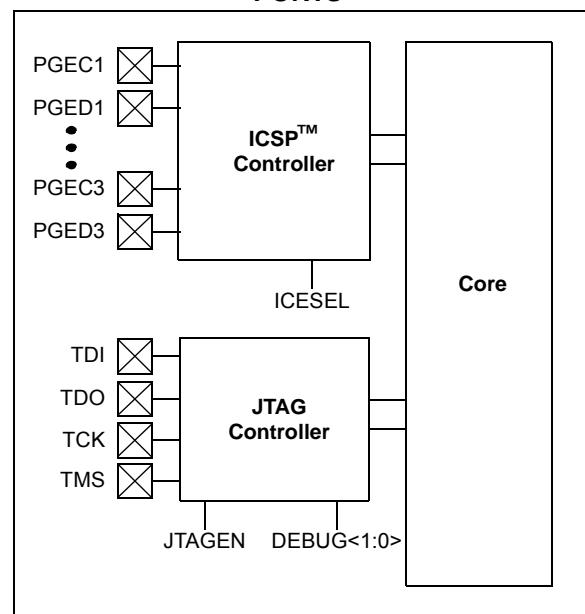 PGEC1
PGED1
ICSP™
Controller
PGEC3
PGED3
Core
ICESEL
TDI
TDO
JTAG
Controller
TCK
TMS
JTAGEN
DEBUG<1:0>